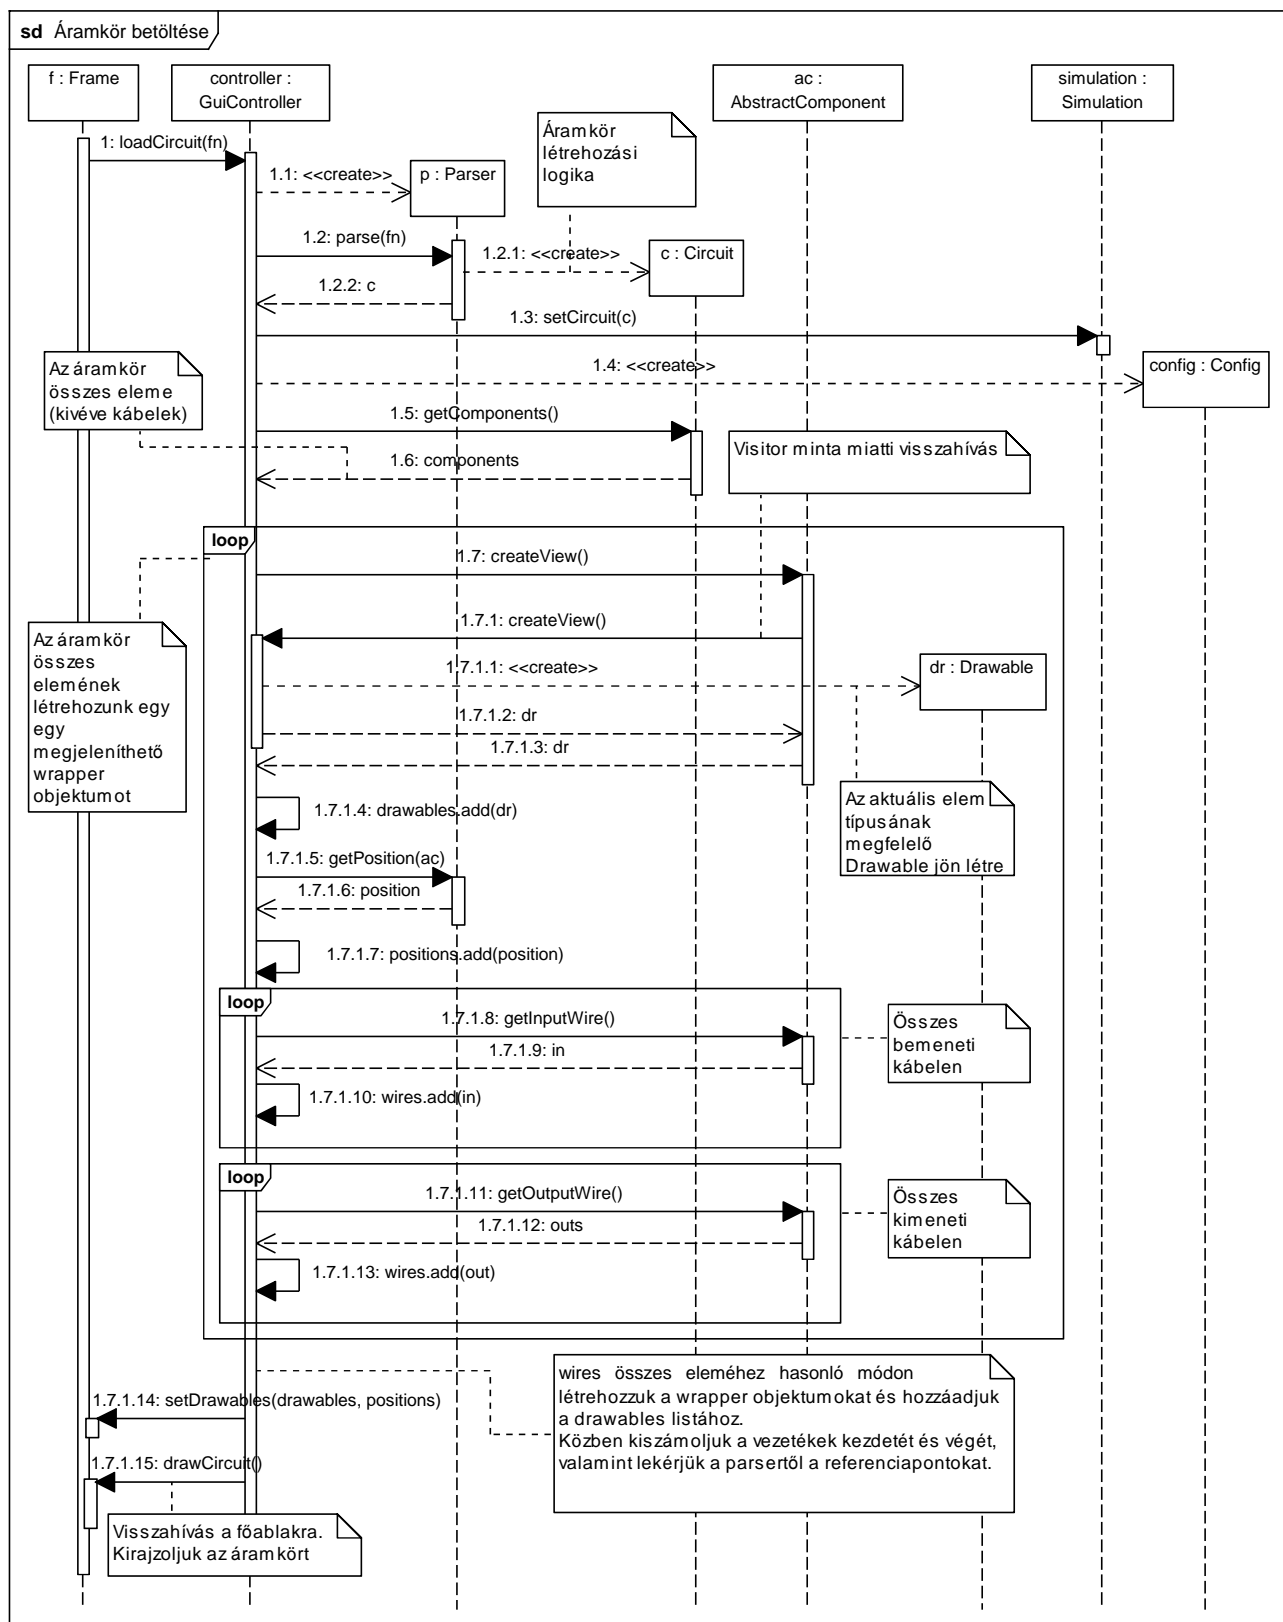 sd Áramkör betöltése
f : Frame
controller :
GuiController
ac :
AbstractComponent
simulation :
Simulation
Áramkör
létrehozási
logika
1: loadCircuit(fn)
1.1: <<create>>
p : Parser
1.2: parse(fn)
1.2.1: <<create>>
c : Circuit
1.2.2: c
1.3: setCircuit(c)
Az áramkör
összes eleme
(kivéve kábelek)
1.4: <<create>>
config : Config
1.5: getComponents()
Visitor minta miatti visszahívás
1.6: components
loop
1.7: createView()
1.7.1: createView()
Az áramkör
összes
elemének
létrehozunk egy
egy
megjeleníthető
wrapper
objektumot
1.7.1.1: <<create>>
dr : Drawable
1.7.1.2: dr
1.7.1.3: dr
Az aktuális elem
típusának
megfelelő
Drawable jön létre
1.7.1.4: drawables.add(dr)
1.7.1.5: getPosition(ac)
1.7.1.6: position
1.7.1.7: positions.add(position)
loop
1.7.1.8: getInputWire()
Összes
bemeneti
kábelen
1.7.1.9: in
1.7.1.10: wires.add(in)
loop
1.7.1.11: getOutputWire()
Összes
kimeneti
kábelen
1.7.1.12: outs
1.7.1.13: wires.add(out)
wires összes eleméhez hasonló módon
létrehozzuk a wrapper objektumokat és hozzáadjuk
a drawables listához.
Közben kiszámoljuk a vezetékek kezdetét és végét,
valamint lekérjük a parsertől a referenciapontokat.
1.7.1.14: setDrawables(drawables, positions)
1.7.1.15: drawCircuit()
Visszahívás a főablakra.
Kirajzoljuk az áramkört